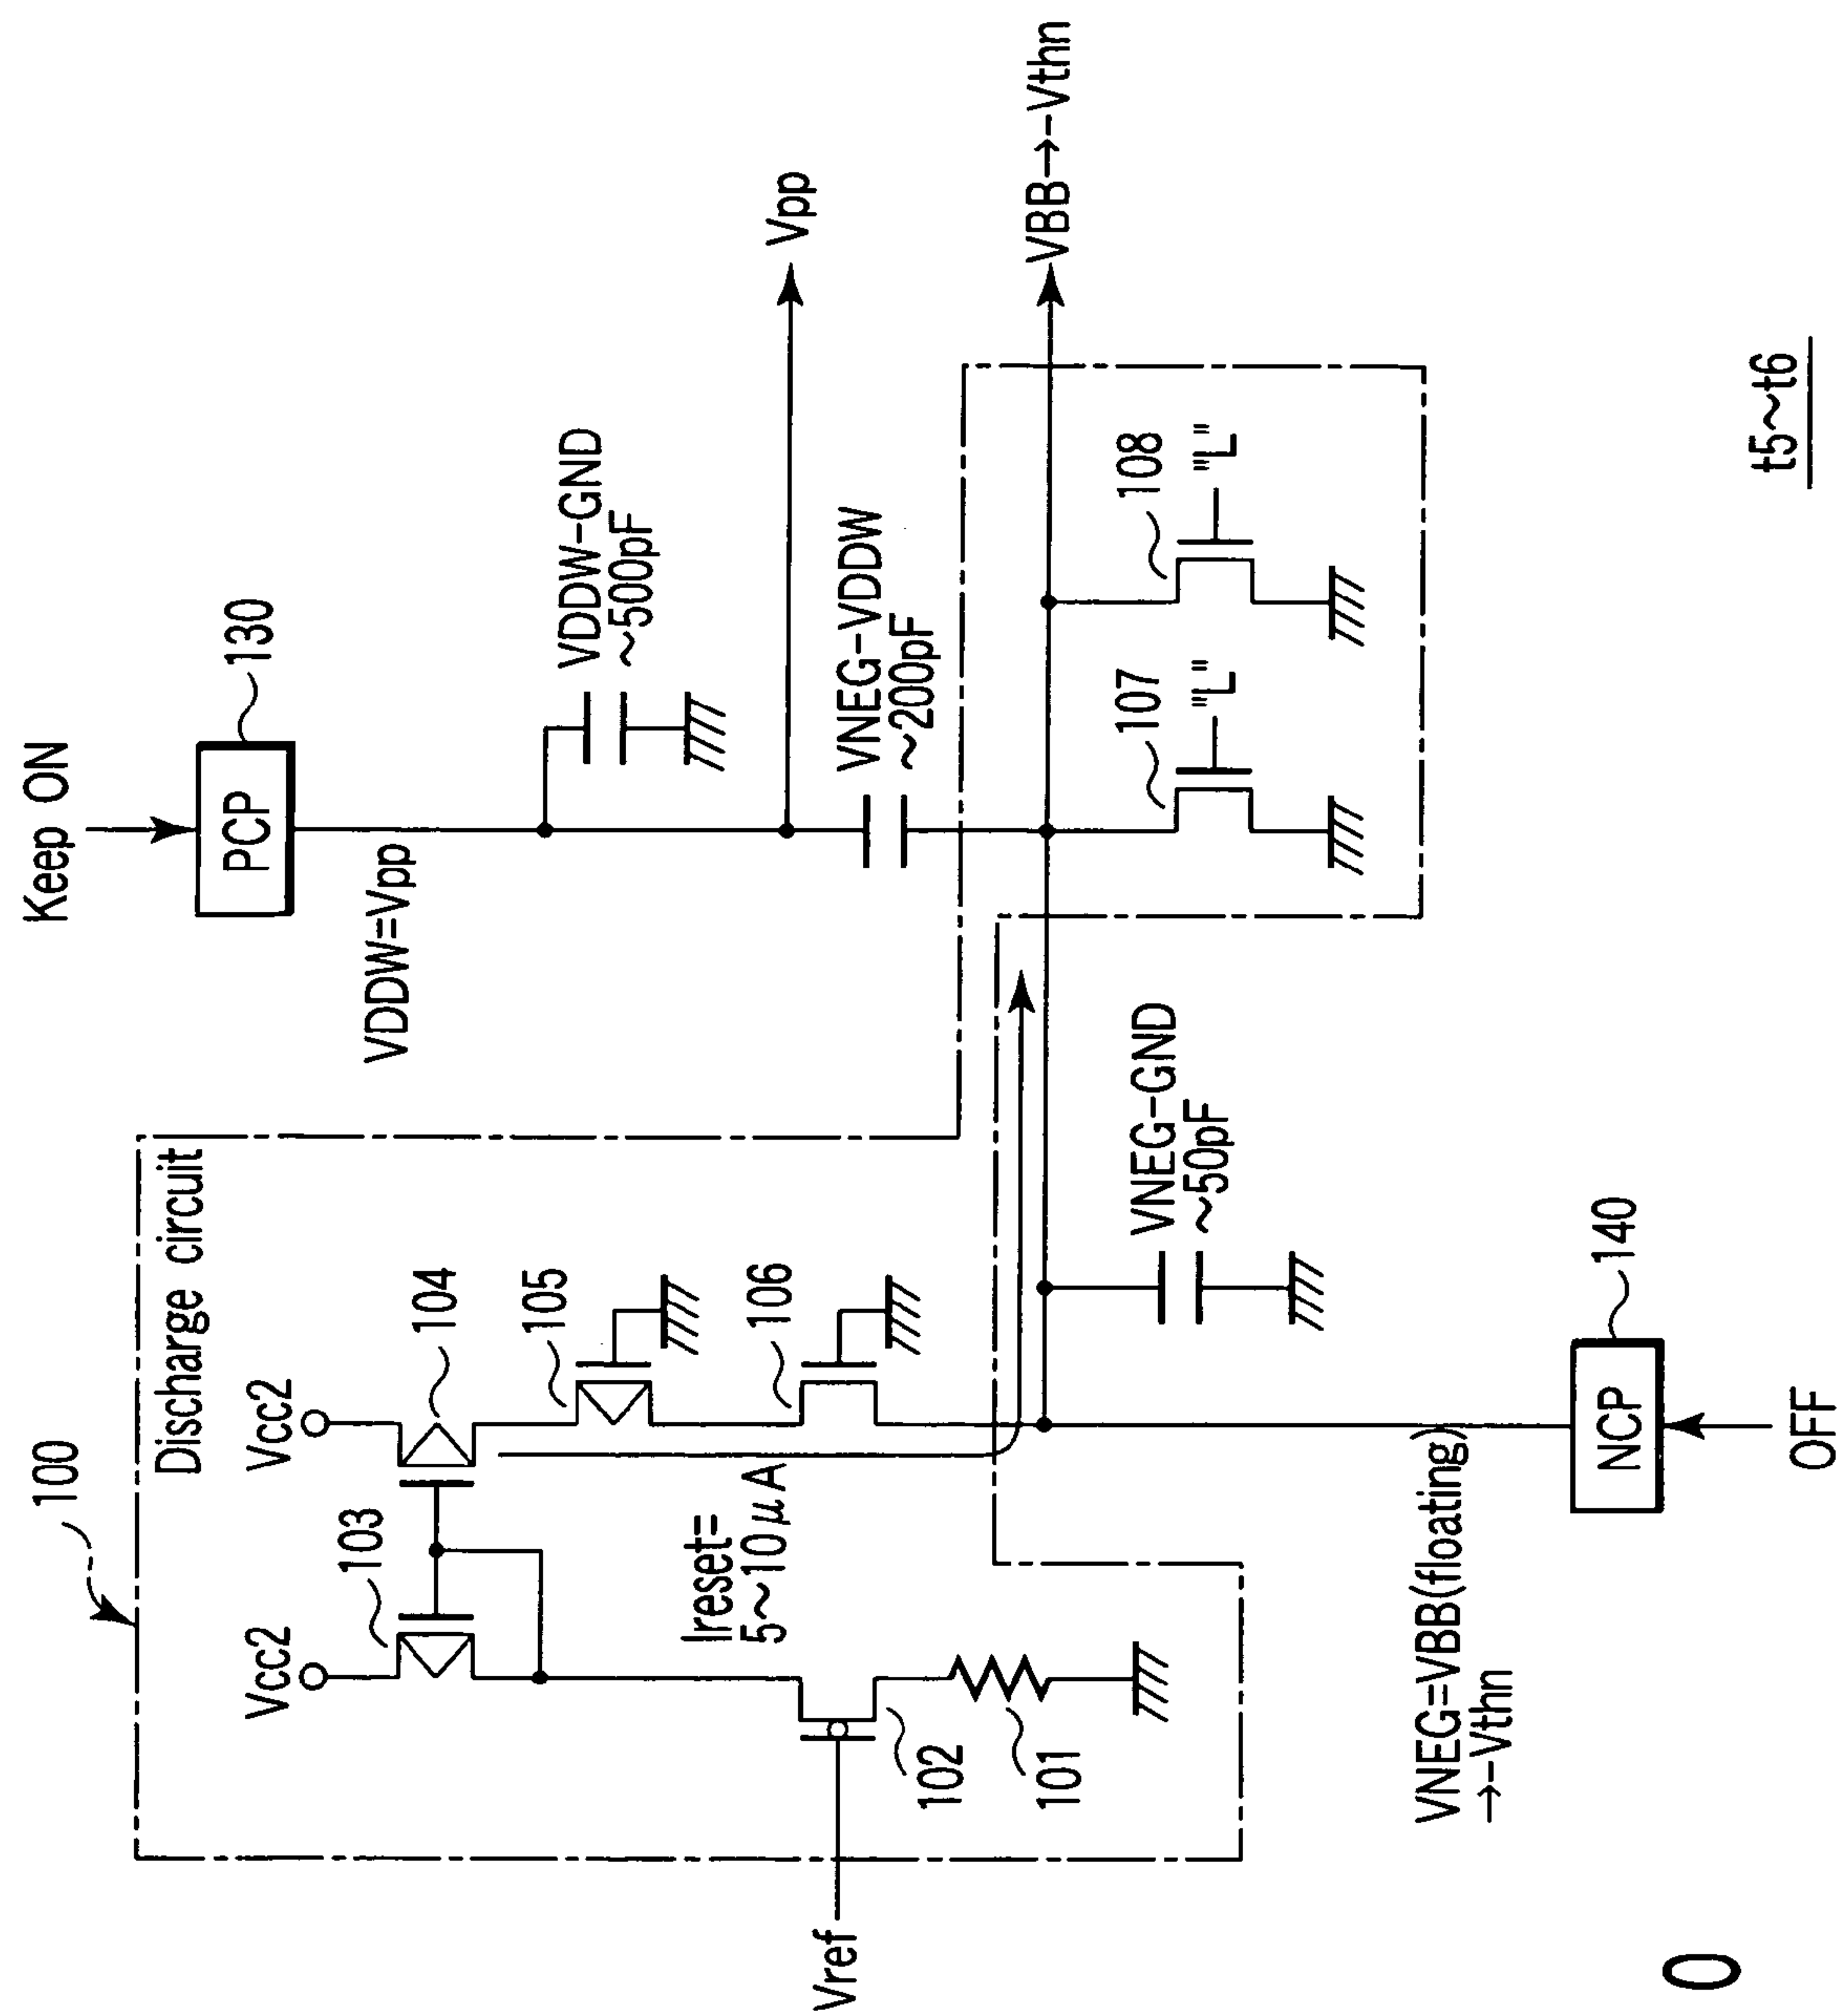 Keep ON
PCP
130
VDDW=Vpp
VDDW-GND
~500pF
Vpp
VNEG-VDDW
~200pF
VBB→-Vthn
100
Discharge circuit
Vcc2
103
Vcc2
104
105
106
Ireset=
5~10μA
Vref
102
101
107
"L"
108
"L"
VNEG-GND
~50pF
VNEG=VBB(floating)
→-Vthn
NCP
140
OFF
t5~t6
0